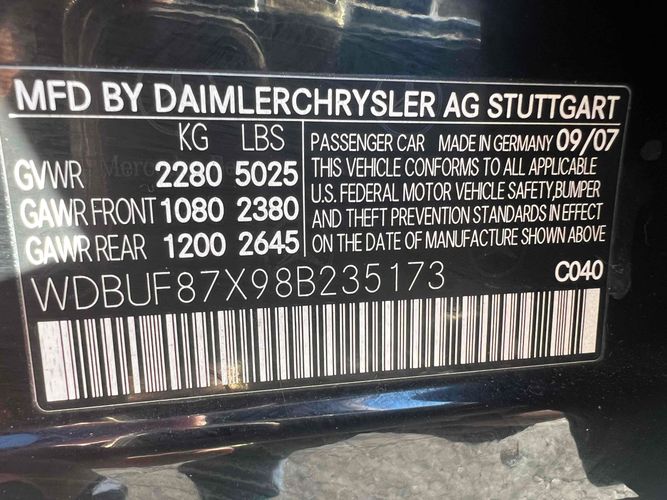 MFD BY DAIMLERCHRYSLER AG STUTTGART
KG LBS
GVWR 2280 5025
GAWR FRONT 1080 2380
GAWR REAR 1200 2645
PASSENGER CAR MADE IN GERMANY 09/07
THIS VEHICLE CONFORMS TO ALL APPLICABLE
U.S. FEDERAL MOTOR VEHICLE SAFETY,BUMPER
AND THEFT PREVENTION STANDARDS IN EFFECT
ON THE DATE OF MANUFACTURE SHOWN ABOVE
WDBUF87X98B235173 C040